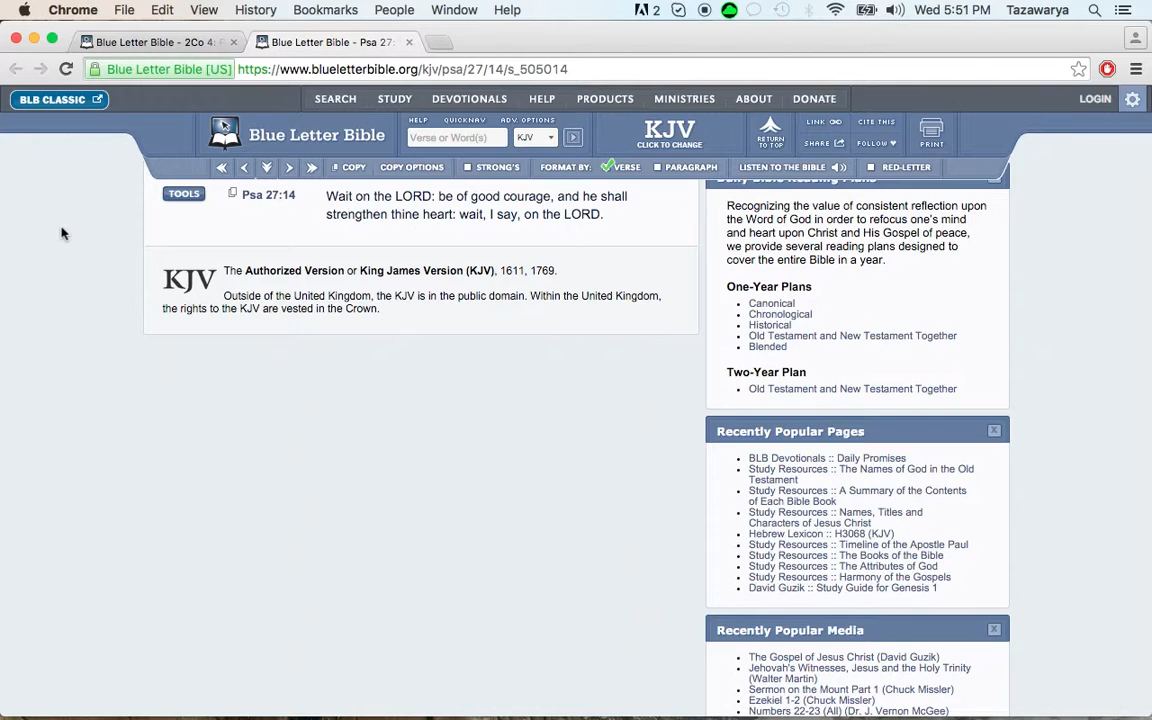 Chrome File Edit View History Bookmarks People Window Help 2 Wed 5:51 PM Tazawarya
Blue Letter Bible - 2Co 4: Blue Letter Bible - Psa 27:
Blue Letter Bible [US] https://www.blueletterbible.org/kjv/psa/27/14/s_505014
BLB CLASSIC SEARCH STUDY DEVOTIONALS HELP PRODUCTS MINISTRIES ABOUT DONATE LOGIN
HELP QUICKNAV ADV. OPTIONS
Blue Letter Bible Verse or Word(s) KJV
KJV
CLICK TO CHANGE
RETURN
TO TOP
LINK CITE THIS
SHARE FOLLOW
PRINT
COPY COPY OPTIONS STRONG'S FORMAT BY: VERSE PARAGRAPH LISTEN TO THE BIBLE RED-LETTER
TOOLS Psa 27:14 Wait on the LORD: be of good courage, and he shall
strengthen thine heart: wait, I say, on the LORD.
KJV The Authorized Version or King James Version (KJV), 1611, 1769.
Outside of the United Kingdom, the KJV is in the public domain. Within the United Kingdom,
the rights to the KJV are vested in the Crown.
Daily Bible Reading Plans
Recognizing the value of consistent reflection upon
the Word of God in order to refocus one's mind
and heart upon Christ and His Gospel of peace,
we provide several reading plans designed to
cover the entire Bible in a year.
One-Year Plans
Canonical
Chronological
Historical
Old Testament and New Testament Together
Blended
Two-Year Plan
Old Testament and New Testament Together
Recently Popular Pages
BLB Devotionals :: Daily Promises
Study Resources :: The Names of God in the Old
Testament
Study Resources :: A Summary of the Contents
of Each Bible Book
Study Resources :: Names, Titles and
Characters of Jesus Christ
Hebrew Lexicon :: H3068 (KJV)
Study Resources :: Timeline of the Apostle Paul
Study Resources :: The Books of the Bible
Study Resources :: The Attributes of God
Study Resources :: Harmony of the Gospels
David Guzik :: Study Guide for Genesis 1
Recently Popular Media
The Gospel of Jesus Christ (David Guzik)
Jehovah's Witnesses, Jesus and the Holy Trinity
(Walter Martin)
Sermon on the Mount Part 1 (Chuck Missler)
Ezekiel 1-2 (Chuck Missler)
Numbers 22-23 (All) (Dr. J. Vernon McGee)